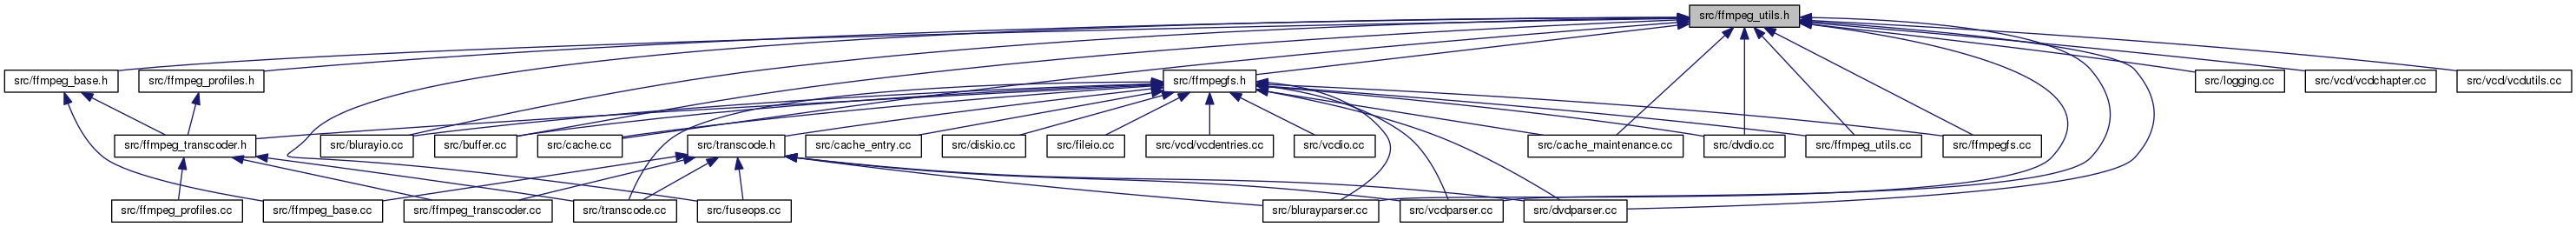 src/ffmpeg_utils.h
src/ffmpeg_base.h
src/ffmpeg_profiles.h
src/ffmpegfs.h
src/logging.cc
src/vcd/vcdchapter.cc
src/vcd/vcdutils.cc
src/ffmpeg_transcoder.h
src/blurayio.cc
src/buffer.cc
src/cache.cc
src/transcode.h
src/cache_entry.cc
src/diskio.cc
src/fileio.cc
src/vcd/vcdentries.cc
src/vcdio.cc
src/cache_maintenance.cc
src/dvdio.cc
src/ffmpeg_utils.cc
src/ffmpegfs.cc
src/ffmpeg_profiles.cc
src/ffmpeg_base.cc
src/ffmpeg_transcoder.cc
src/transcode.cc
src/fuseops.cc
src/blurayparser.cc
src/vcdparser.cc
src/dvdparser.cc